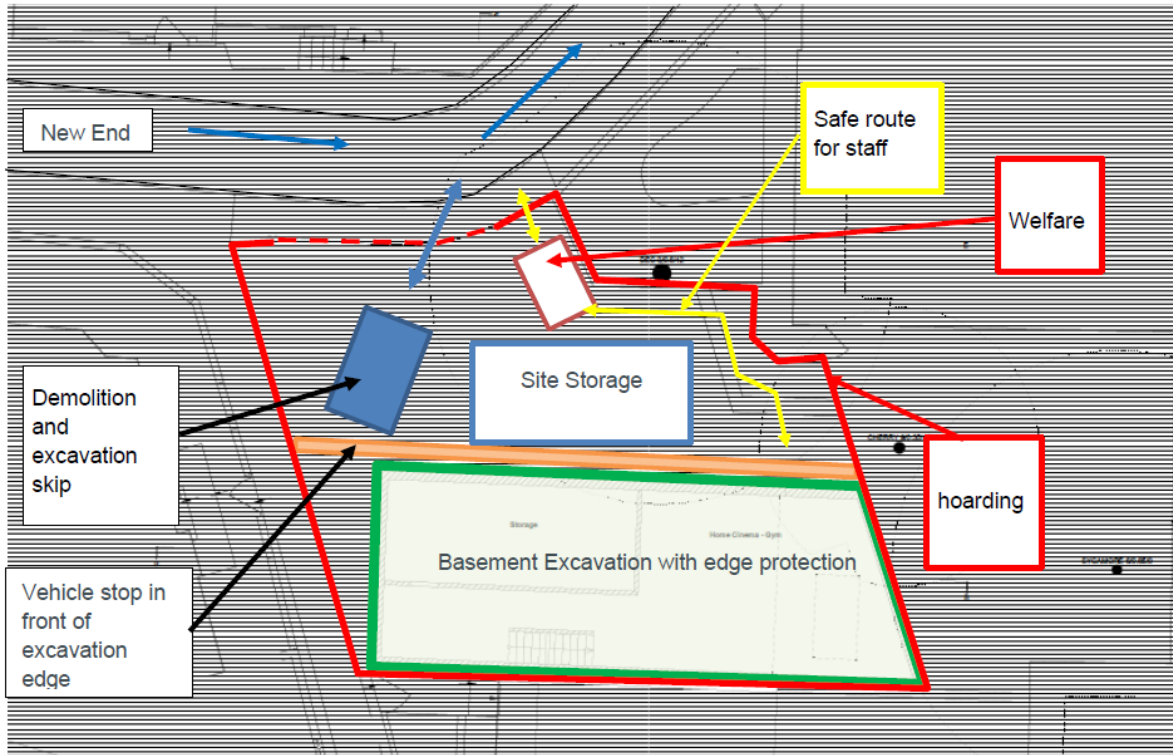 New End
Safe route
for staff
Welfare
Site Storage
Demolition
and
excavation
skip
hoarding
Storage
Home Cinema - Gym
Basement Excavation with edge protection
Vehicle stop in
front of
excavation
edge